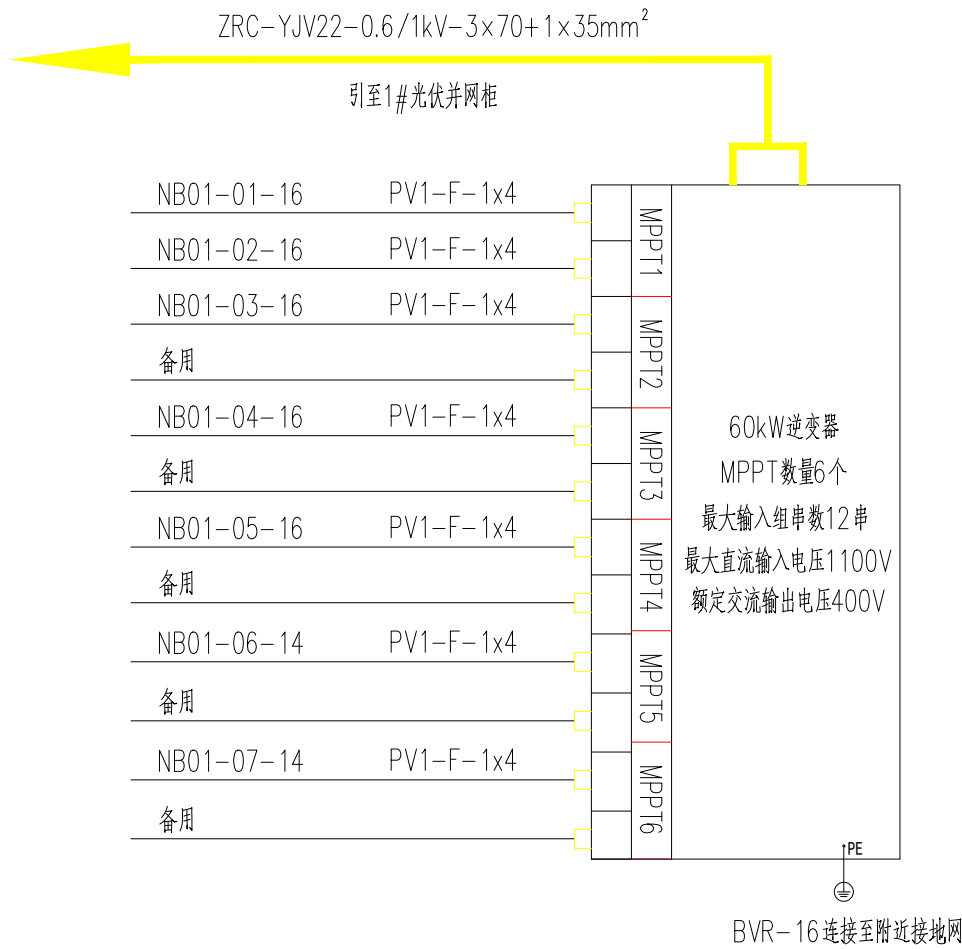 ZRC-YJV22-0.6/1kV-3×70+1×35mm²
引至1#光伏并网柜
NB01-01-16 PV1-F-1x4
NB01-02-16 PV1-F-1x4
MPPT1
NB01-03-16 PV1-F-1x4
备用
MPPT2
NB01-04-16 PV1-F-1x4
备用
MPPT3
NB01-05-16 PV1-F-1x4
备用
MPPT4
NB01-06-14 PV1-F-1x4
备用
MPPT5
NB01-07-14 PV1-F-1x4
备用
MPPT6
60kW逆变器
MPPT数量6个
最大输入组串数12串
最大直流输入电压1100V
额定交流输出电压400V
PE
BVR-16连接至附近接地网